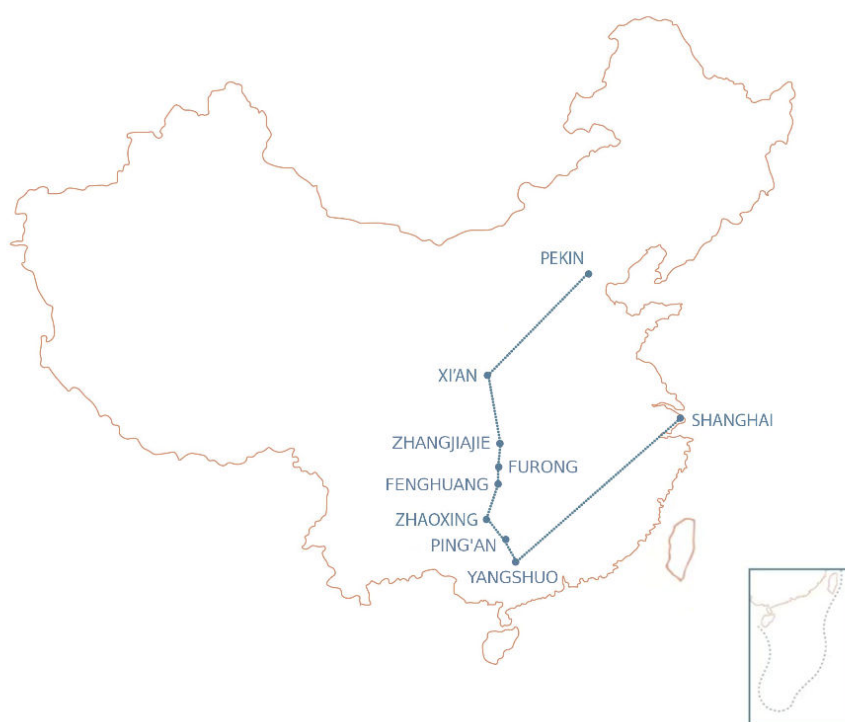 PEKIN
XI'AN
SHANGHAI
ZHANGJIAJIE
FURONG
FENGHUANG
ZHAOXING
PING'AN
YANGSHUO